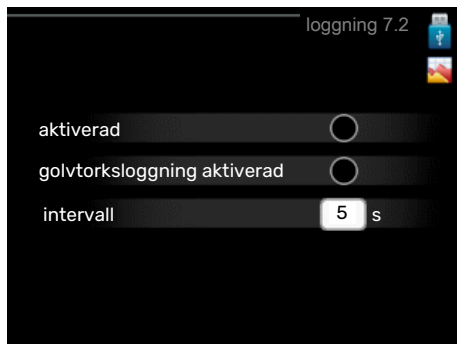 loggning 7.2
aktiverad
golvtorksloggning aktiverad
intervall 5 s